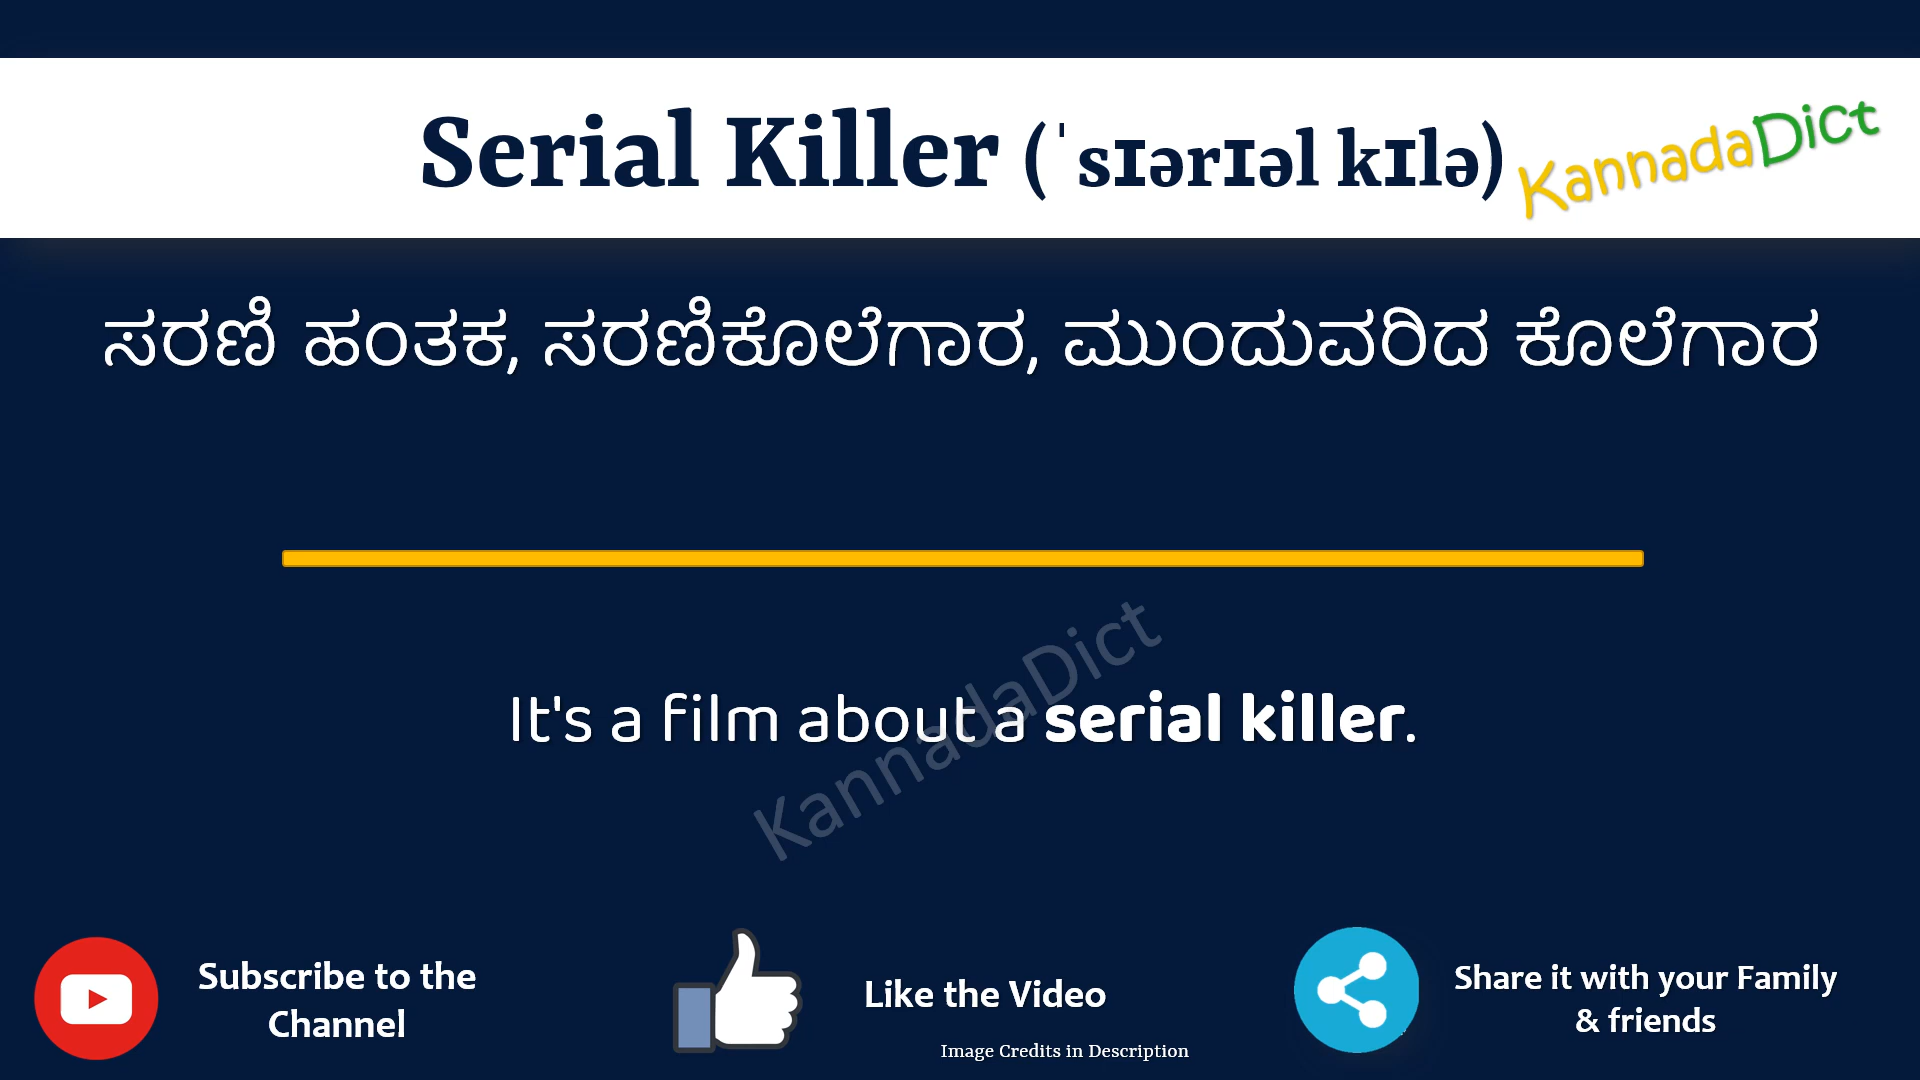 Serial Killer (ˈsɪərɪəl kɪlə)
KannadaDict
ಸರಣಿ ಹಂತಕ, ಸರಣಿಕೊಲೆಗಾರ, ಮುಂದುವರಿದ ಕೊಲೆಗಾರ
It's a film about a serial killer.
KannadaDict
Subscribe to the
Channel
Like the Video
Share it with your Family
& friends
Image Credits in Description